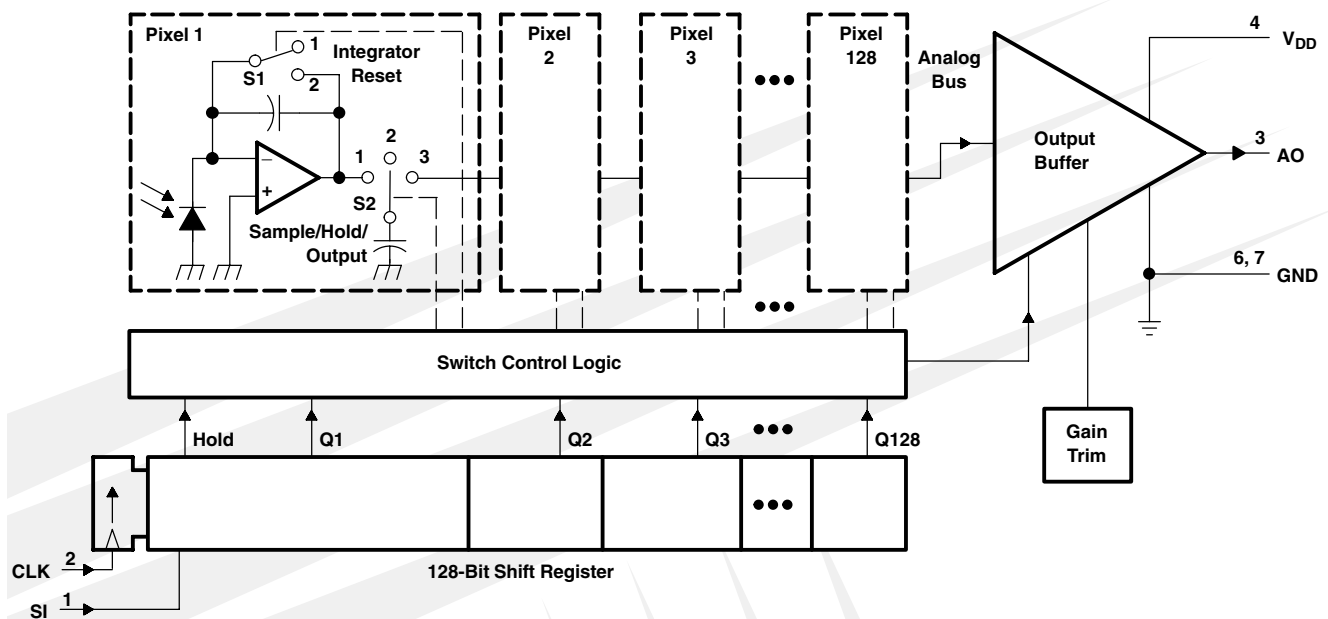 Pixel 1
1
Integrator
Reset
S1
2
−
+
1
2
3
S2
Sample/Hold/
Output
Pixel
2
Pixel
3
Pixel
128
Analog
Bus
Output
Buffer
4
VDD
3
AO
6, 7
GND
Switch Control Logic
Gain
Trim
Hold
Q1
Q2
Q3
Q128
CLK
2
SI
1
128-Bit Shift Register